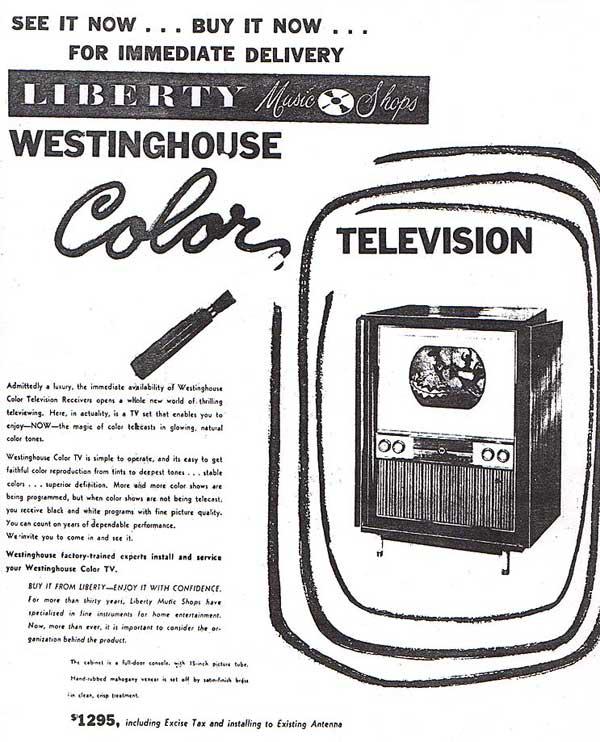 SEE IT NOW . . . BUY IT NOW . . .
FOR IMMEDIATE DELIVERY
LIBERTY Music Shops
WESTINGHOUSE
Color
TELEVISION
Admittedly a luxury, the immediate availability of Westinghouse
Color Television Receivers opens a whole new world of thrilling
televiewing. Here, in actuality, is a TV set that enables you to
enjoy—NOW—the magic of color telecasts in glowing, natural
color tones.
Westinghouse Color TV is simple to operate, and its easy to get
faithful color reproduction from tints to deepest tones . . . stable
colors . . . superior definition. More and more color shows are
being programmed, but when color shows are not being telecast,
you receive black and white programs with fine picture quality.
You can count on years of dependable performance.
We invite you to come in and see it.
Westinghouse factory-trained experts install and service
your Westinghouse Color TV.
BUY IT FROM LIBERTY—ENJOY IT WITH CONFIDENCE.
For more than thirty years, Liberty Music Shops have
specialized in fine instruments for home entertainment.
Now, more than ever, it is important to consider the or-
ganization behind the product.
The cabinet is a full-door console, with 15-inch picture tube.
Hand-rubbed mahogany veneer is set off by satin-finish brass
in clean, crisp treatment.
$1295, including Excise Tax and installing to Existing Antenna